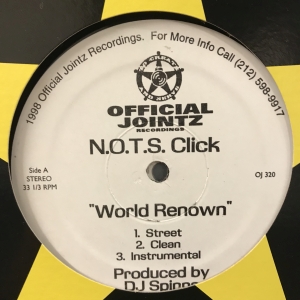 1998 Official Jointz Recordings. For More Info Call (212) 598-9917
OFFICIAL
JOINTZ
RECORDINGS
N.O.T.S. Click
Side A
STEREO
33 1/3 RPM
OJ 320
"World Renown"
1. Street
2. Clean
3. Instrumental
Produced by
DJ Spinna